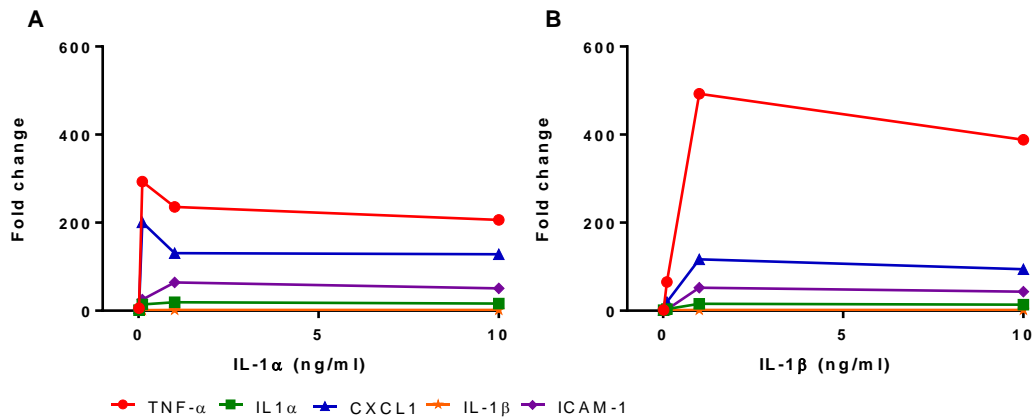 A
B
600
400
200
0
Fold change
0
5
10
IL-1α (ng/ml)
600
400
200
0
Fold change
0
5
10
IL-1β (ng/ml)
TNF-α IL1α CXCL1 IL-1β ICAM-1